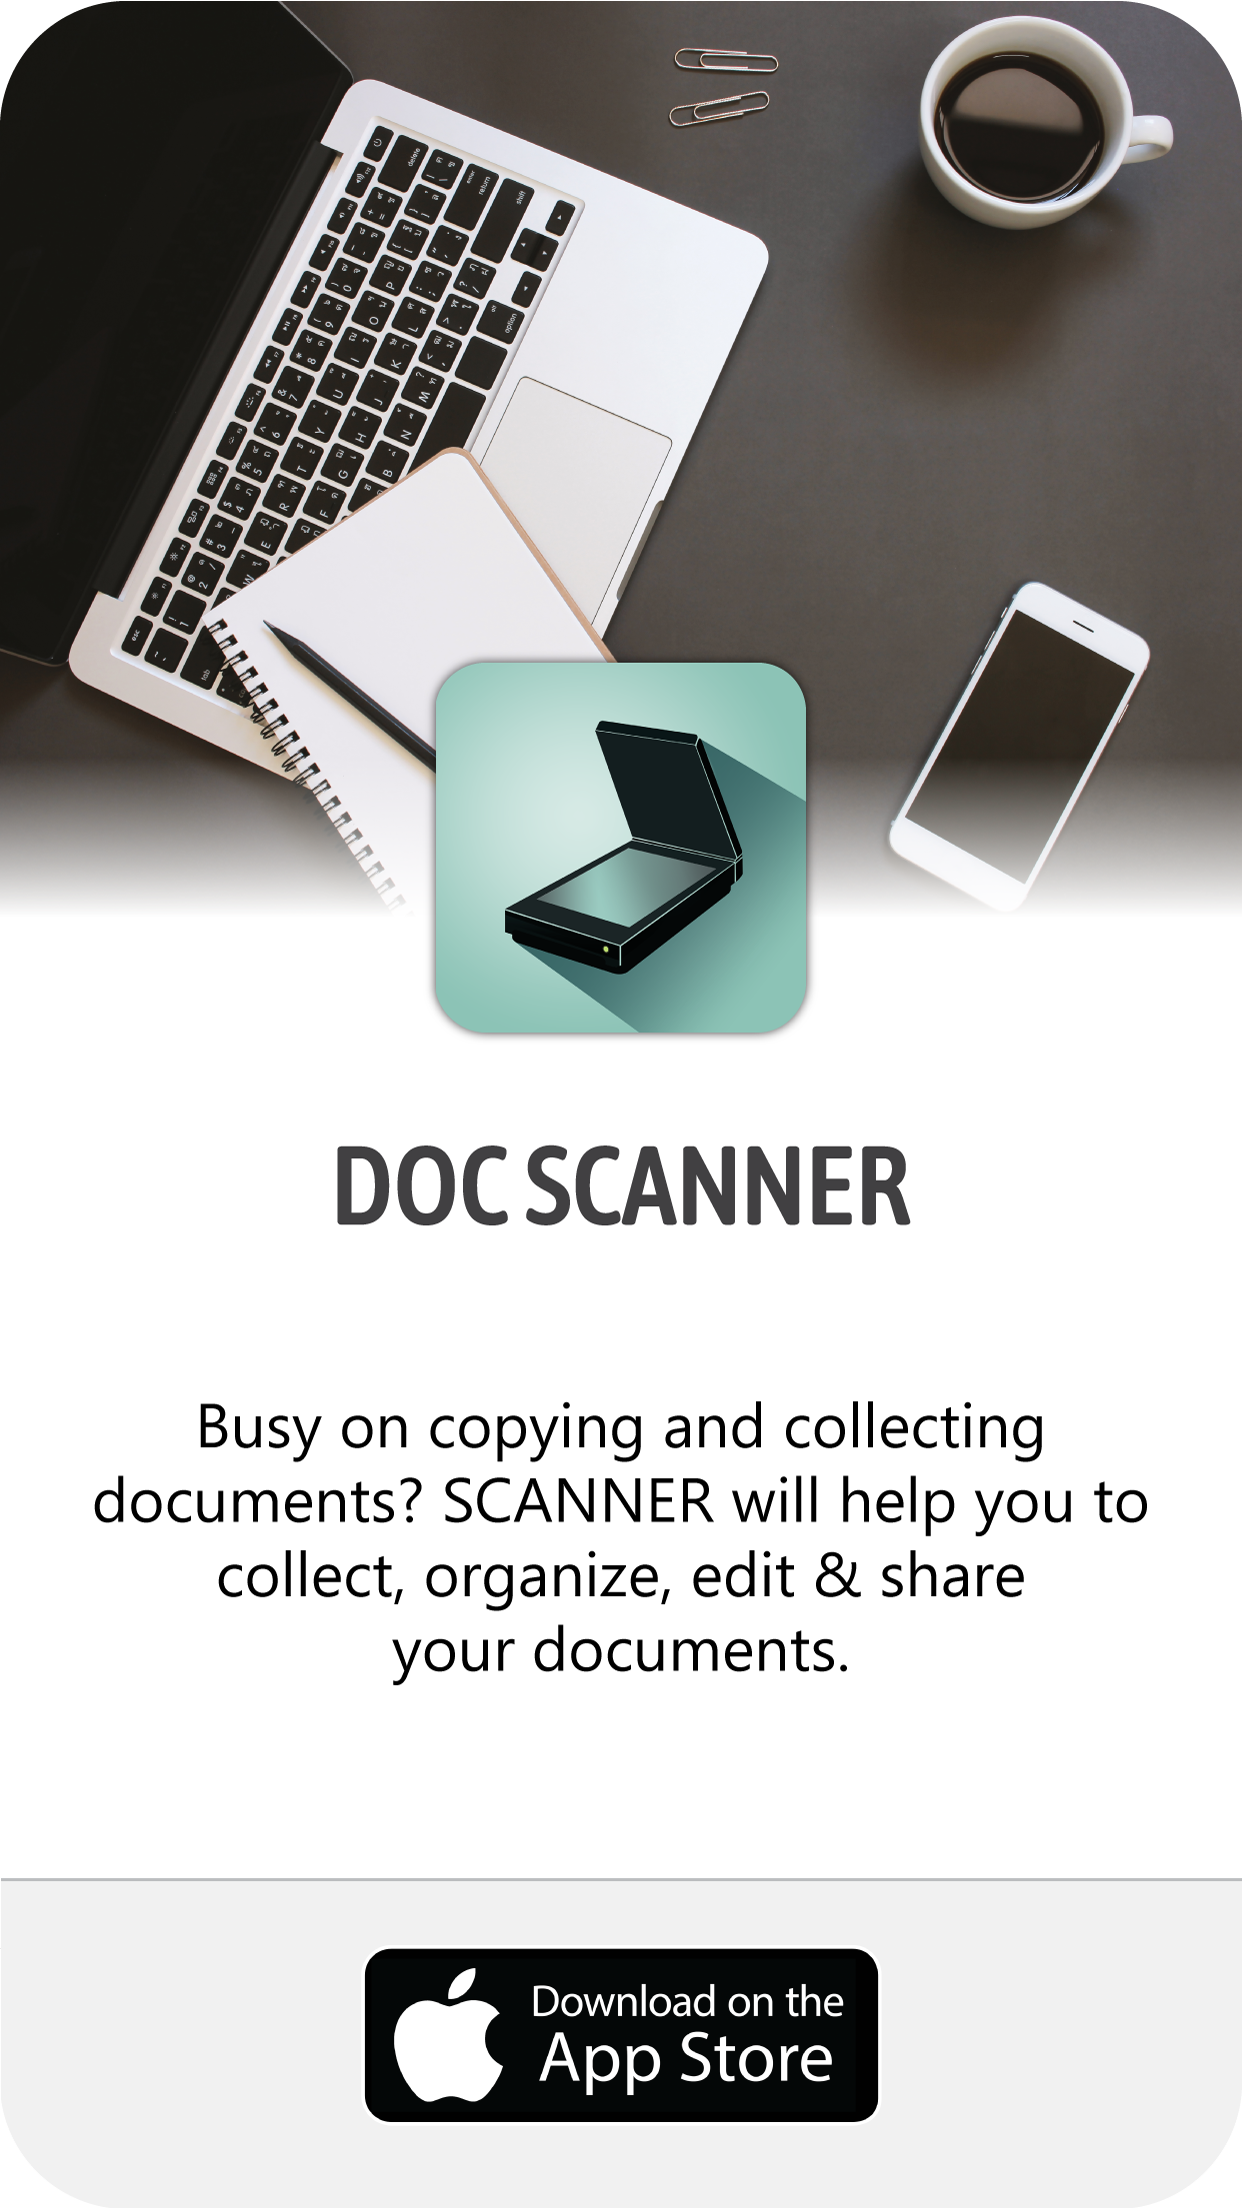 DOC SCANNER
Busy on copying and collecting
documents? SCANNER will help you to
collect, organize, edit & share
your documents.
Download on the
App Store